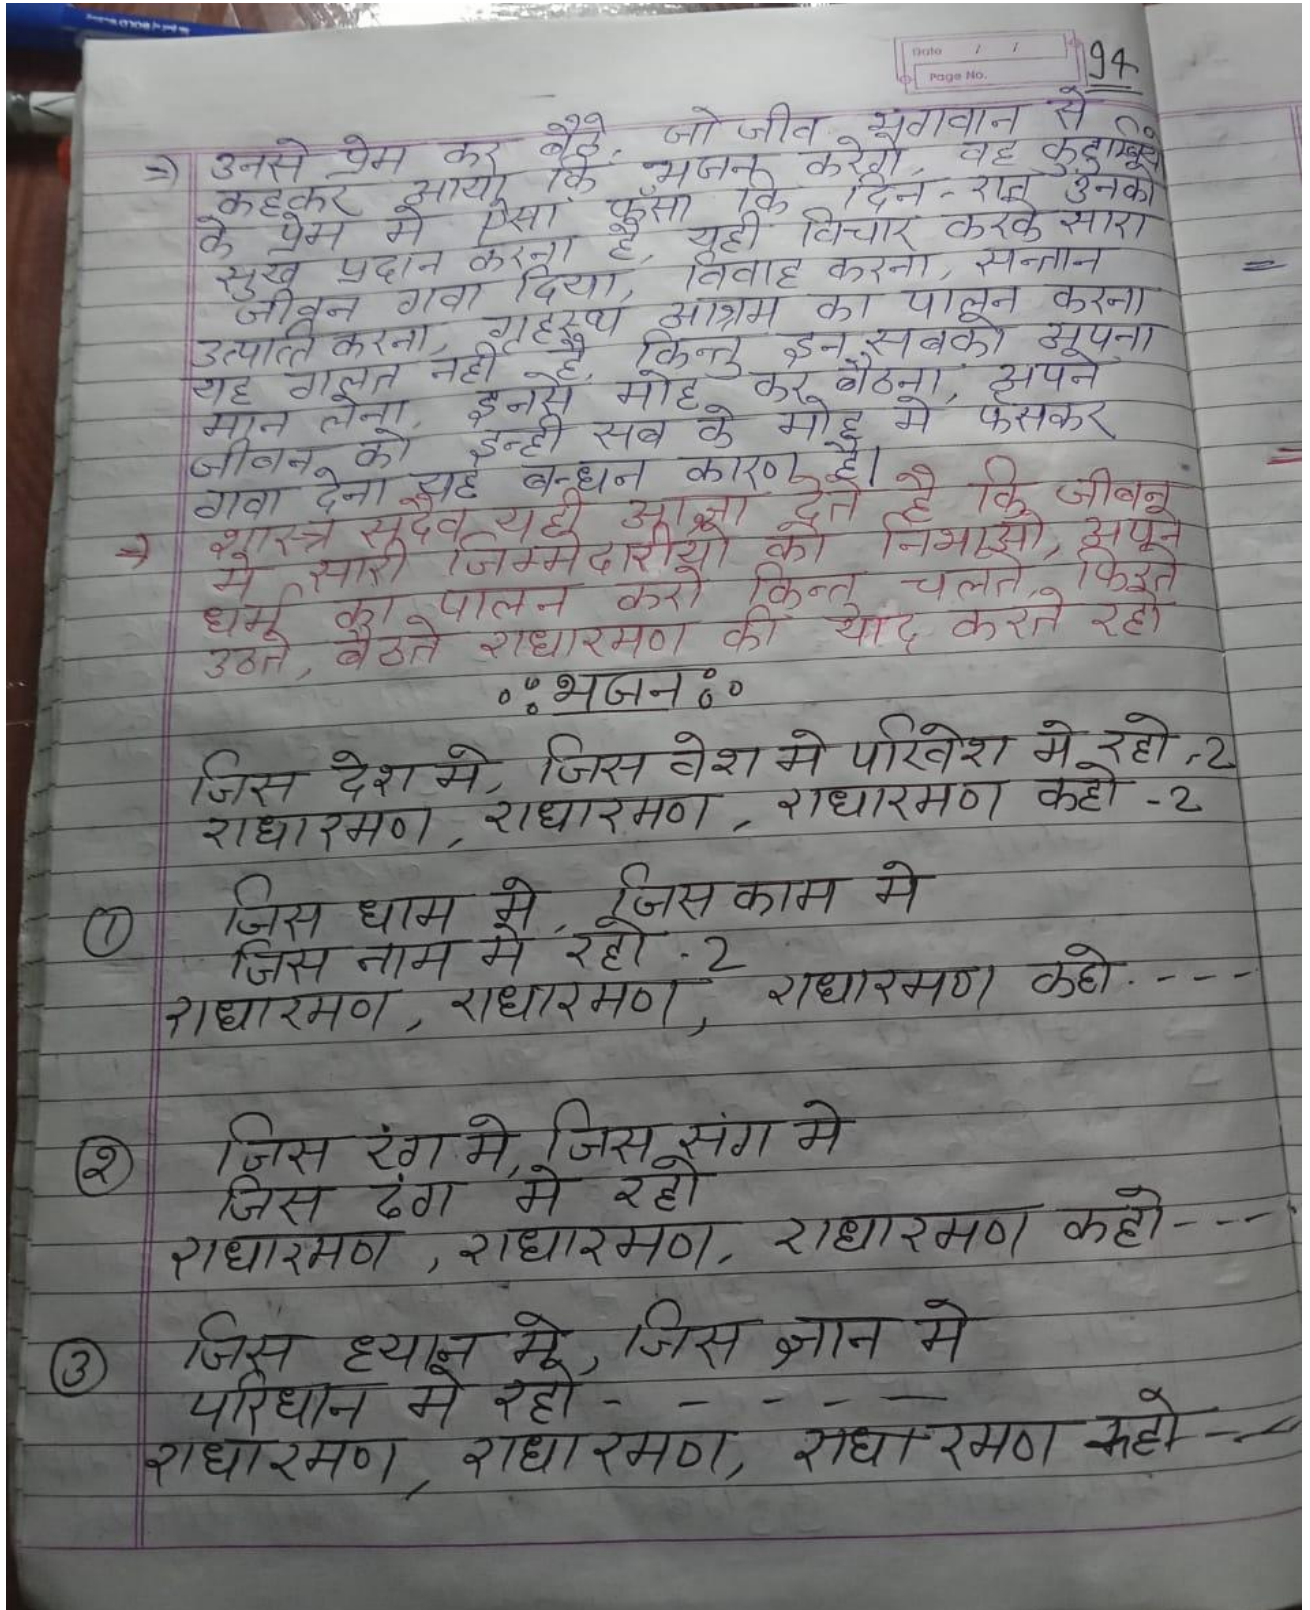 Date / /
Page No.
94
⇒ उनसे प्रेम कर बैठे, जो जीव भगवान से
कहकर आया कि भजन करेगे, वह
के प्रेम मे ऐसा फँसा कि दिन-रात उनको
सुख प्रदान करना है, यही विचार करके सारा
जीवन गवा दिया, विवाह करना, सन्तान
उत्पत्ति करना, गृहस्थ आश्रम का पालन करना
यह गलत नही है, किन्तु इन सबको अपना
मान लेना, इनसे मोह कर बैठना, अपने
जीवन को इन्ही सब के मोह मे फसकर
गवा देना यह बन्धन कारण है।
→ शास्त्र सदैव यही आज्ञा देते है कि जीवन
मे सारी जिम्मेदारीयो को निभाओ, अपने
धर्म का पालन करो किन्तु चलते, फिरते
उठते, बैठते राधारमण की याद करते रहो
भजन
जिस देश मे, जिस वेश मे परिवेश मे रहो -2
राधारमण, राधारमण, राधारमण कहो -2
① जिस धाम मे, जिस काम मे
जिस नाम मे रहो -2
राधारमण, राधारमण, राधारमण कहो ----
② जिस रंग मे, जिस संग मे
जिस ढंग मे रहो
राधारमण, राधारमण, राधारमण कहो ----
③ जिस ध्यान मे, जिस ज्ञान मे
परिधान मे रहो - - - - -
राधारमण, राधारमण, राधारमण कहो ---